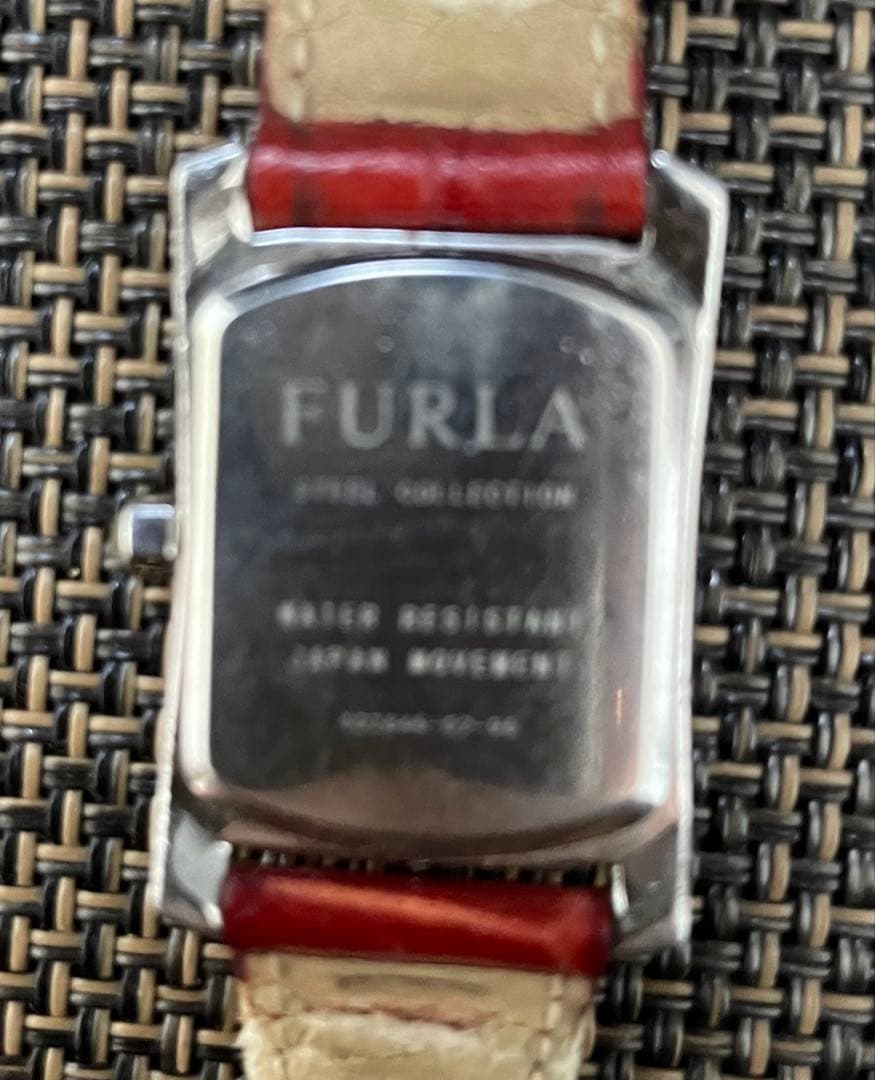 FURLA
STEEL COLLECTION
WATER RESISTANT
JAPAN MOVEMENT